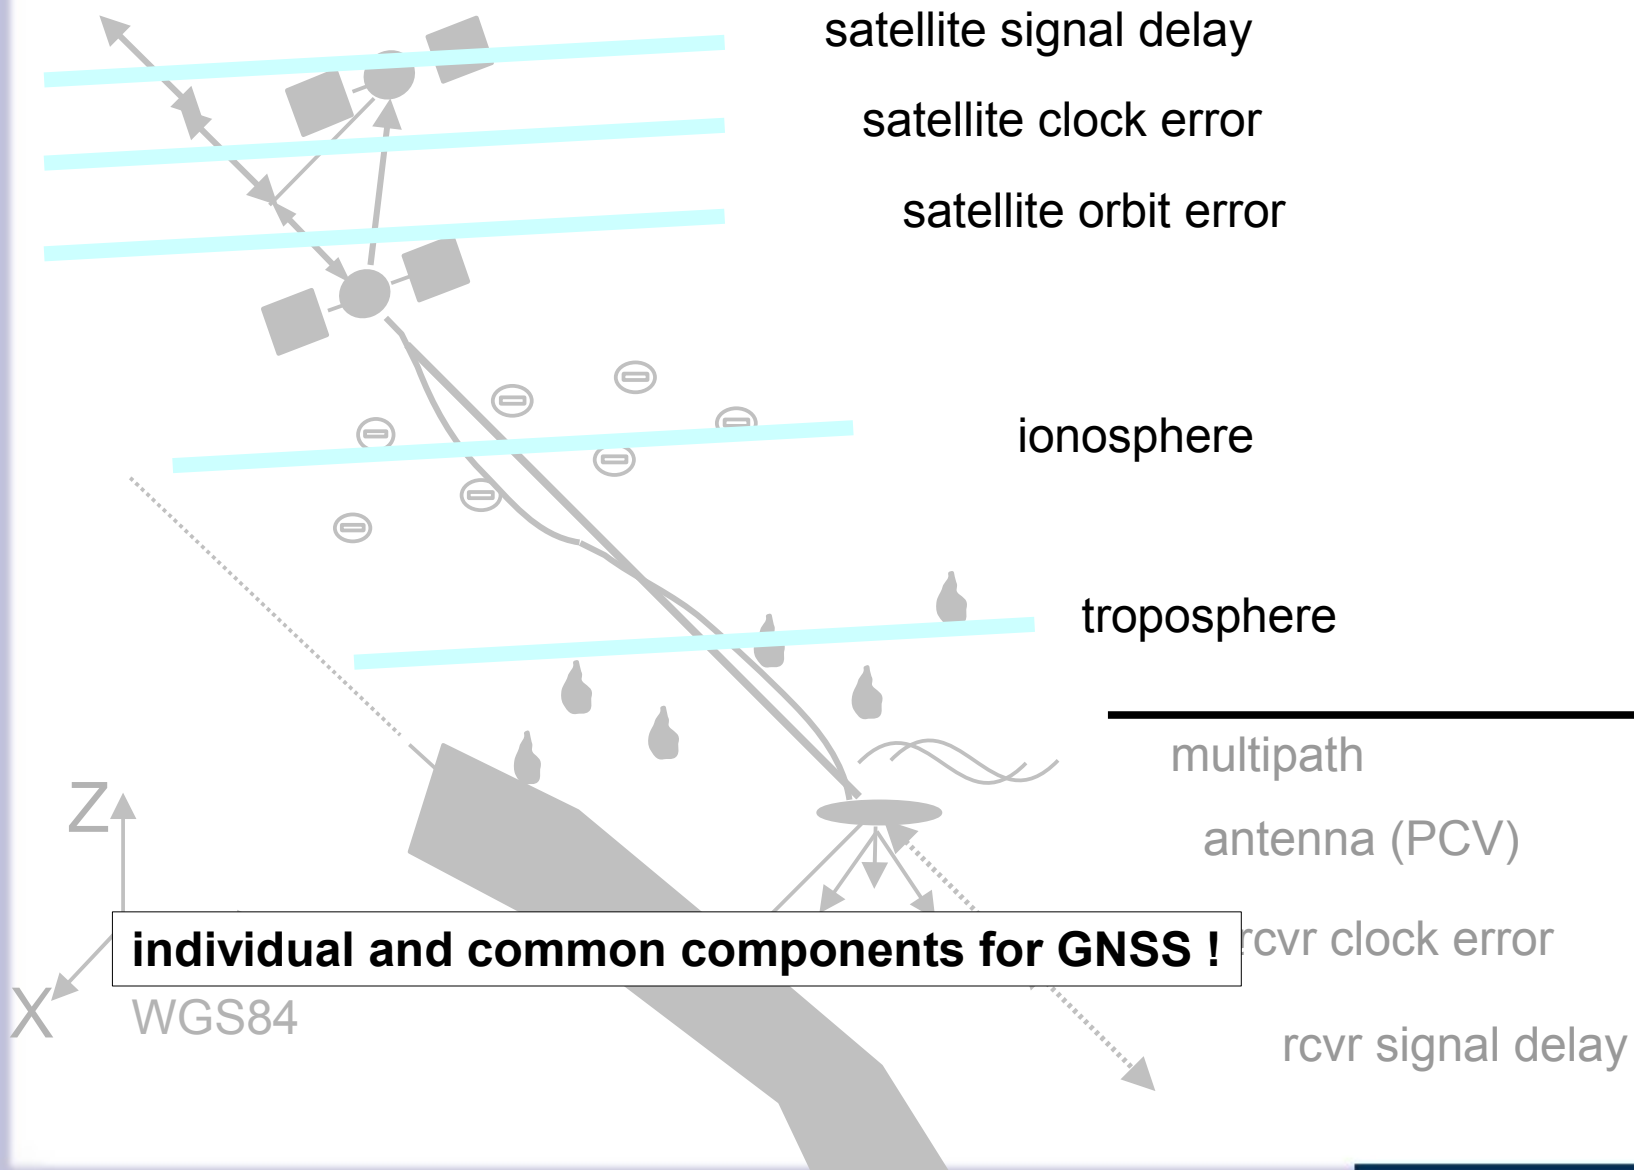 satellite signal delay
satellite clock error
satellite orbit error
ionosphere
troposphere
multipath
Z
antenna (PCV)
individual and common components for GNSS !
rcvr clock error
X
WGS84
rcvr signal delay